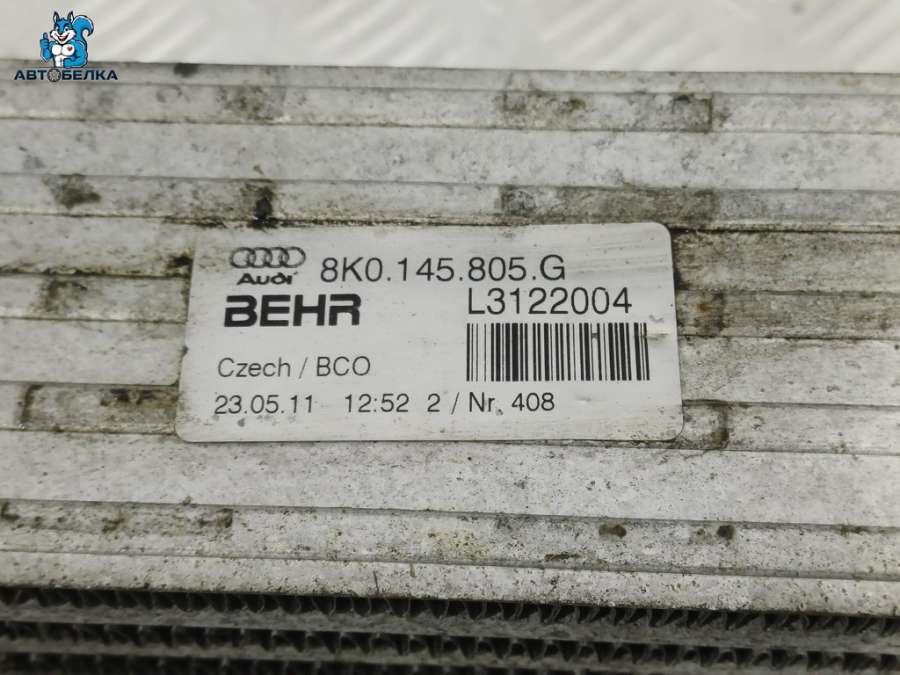 АВТОБЕЛКА
Audi 8K0.145.805.G
BEHR L3122004
Czech / BCO
23.05.11 12:52 2 / Nr. 408